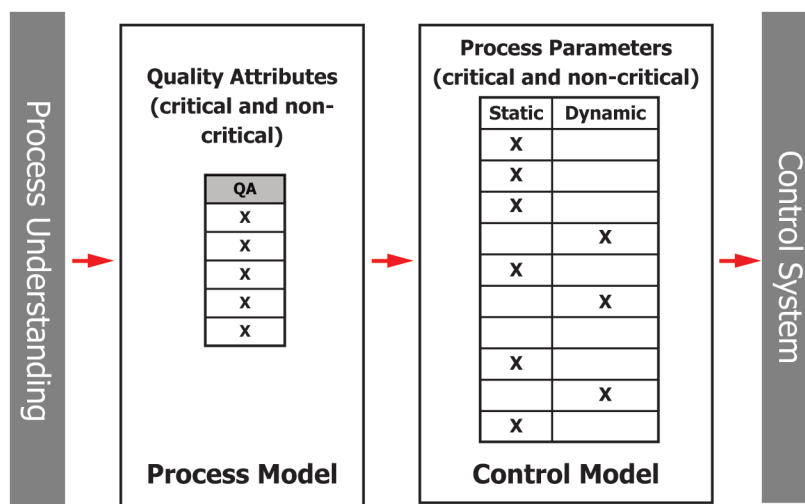 Process Understanding
Quality Attributes
(critical and non-
critical)
QA
X
X
X
X
X
Process Model
Process Parameters
(critical and non-critical)
Static Dynamic
X
X
X
X
X
X
X
X
X
Control Model
Control System